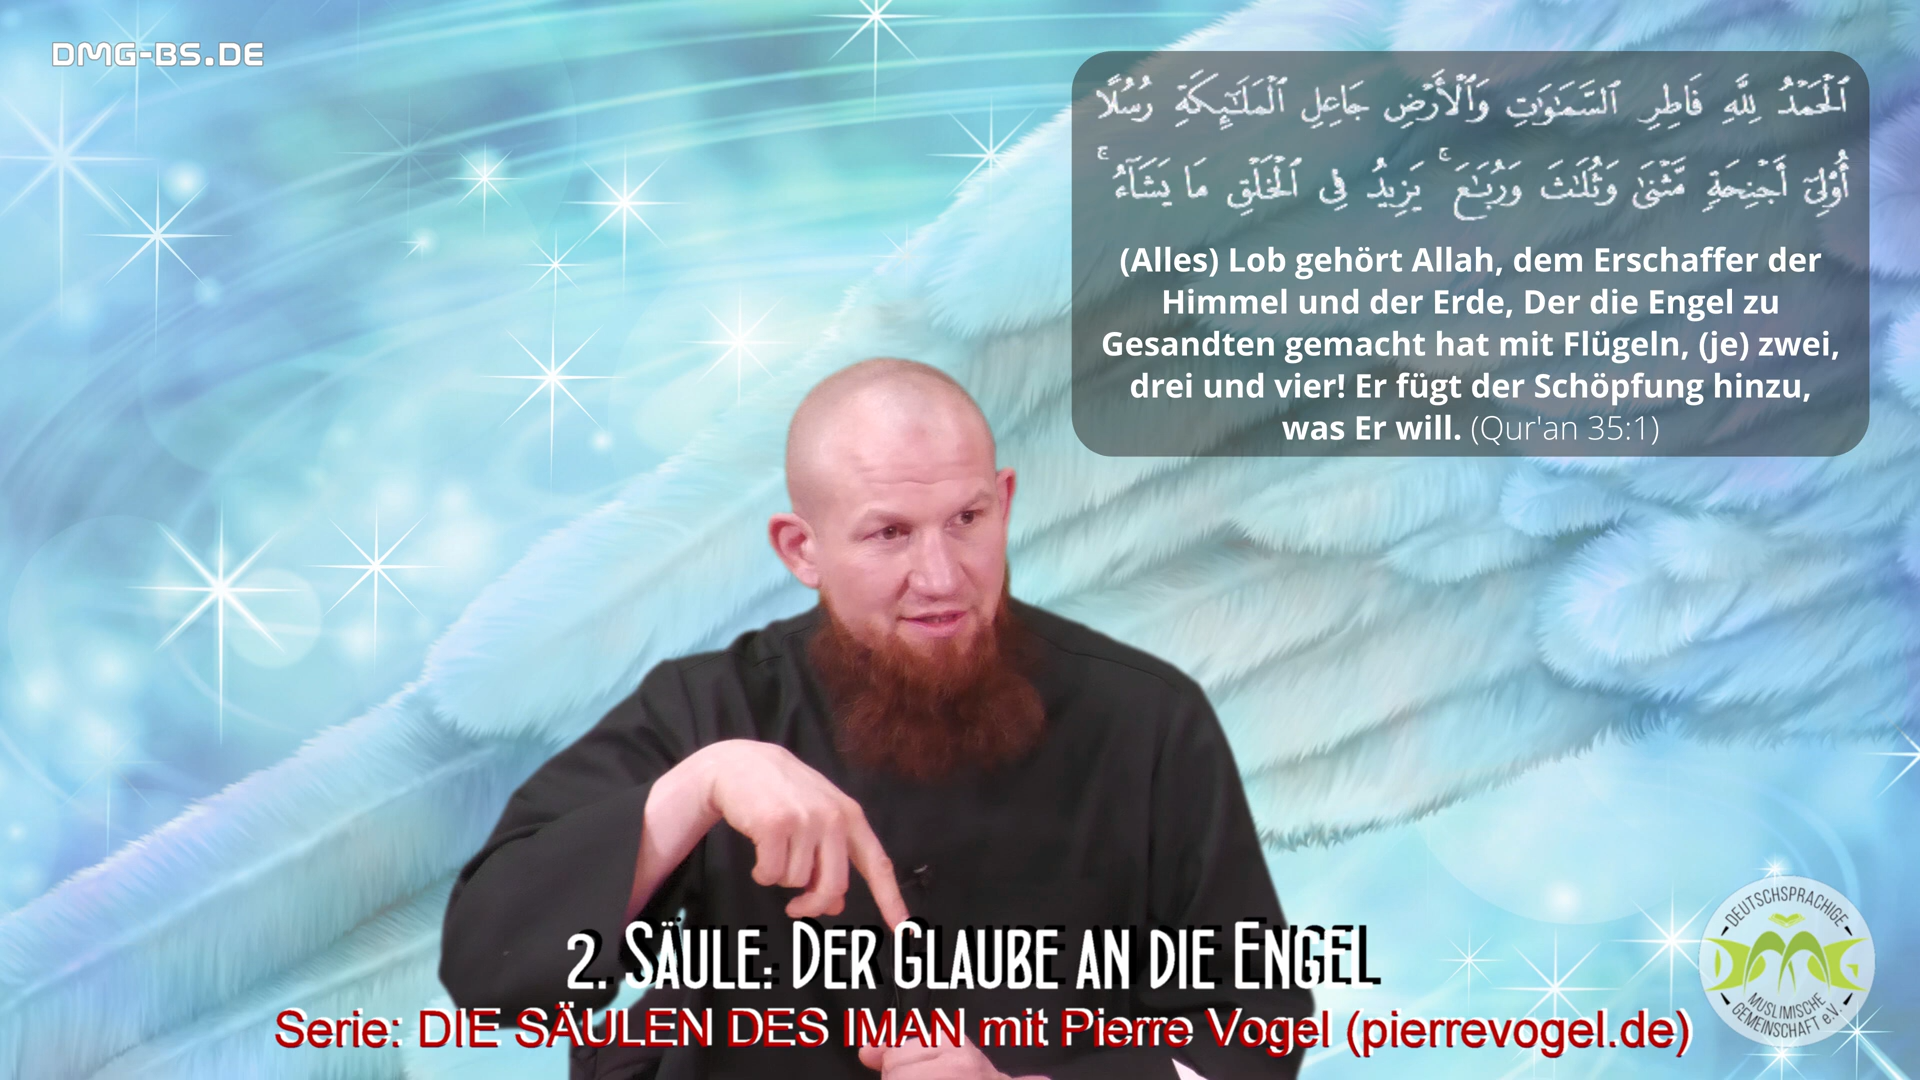 DMG-BS.DE
ٱلْحَمْدُ لِلَّهِ فَاطِرِ ٱلسَّمَـٰوَٰتِ وَٱلْأَرْضِ جَاعِلِ ٱلْمَلَـٰٓئِكَةِ رُسُلًا
أُو۟لِىٓ أَجْنِحَةٍ مَّثْنَىٰ وَثُلَـٰثَ وَرُبَـٰعَ ۚ يَزِيدُ فِى ٱلْخَلْقِ مَا يَشَآءُ ۚ
(Alles) Lob gehört Allah, dem Erschaffer der
Himmel und der Erde, Der die Engel zu
Gesandten gemacht hat mit Flügeln, (je) zwei,
drei und vier! Er fügt der Schöpfung hinzu,
was Er will. (Qur'an 35:1)
2. SÄULE: DER GLAUBE AN DIE ENGEL
Serie: DIE SÄULEN DES IMAN mit Pierre Vogel (pierrevogel.de)
DEUTSCHSPRACHIGE
DMG
MUSLIMISCHE
GEMEINSCHAFT e.V.